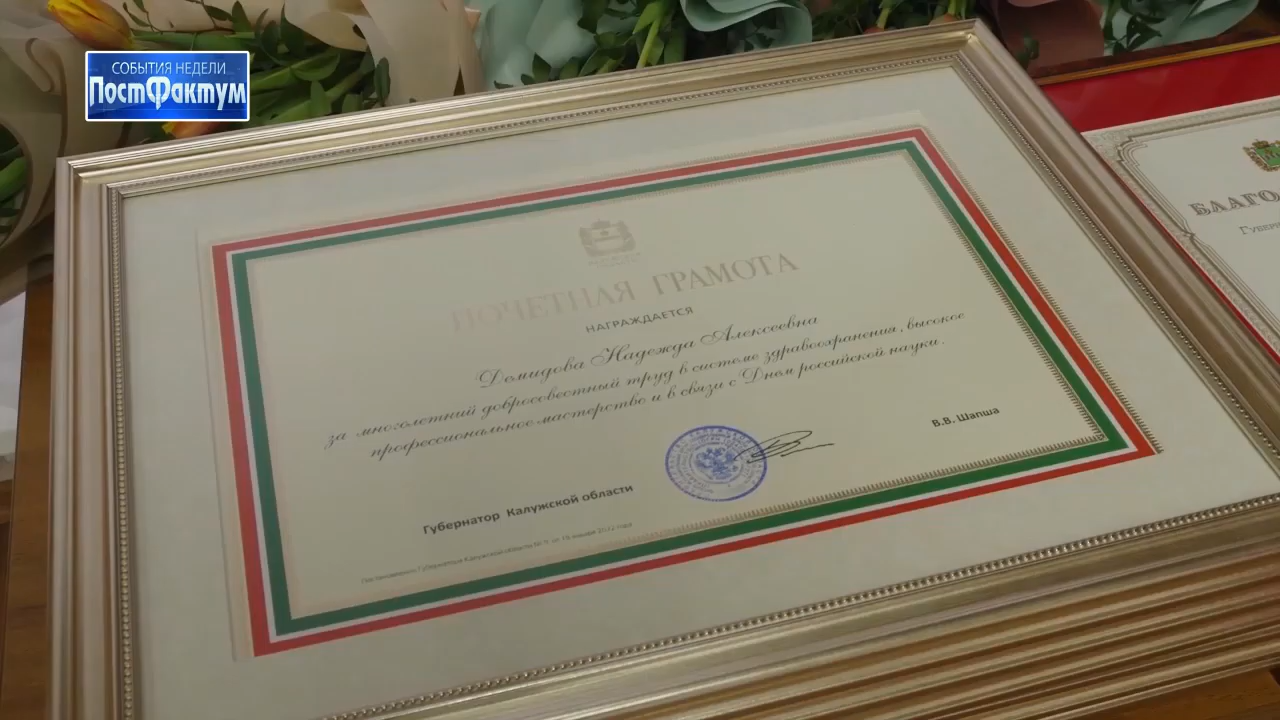 СОБЫТИЯ НЕДЕЛИ
ПостФактум
ПОЧЕТНАЯ ГРАМОТА
НАГРАЖДАЕТСЯ
Демидова Надежда Алексеевна
за многолетний добросовестный труд в системе здравоохранения, высокое
профессиональное мастерство и в связи с Днем российской науки.
В.В. Шапша
Губернатор Калужской области
БЛАГО